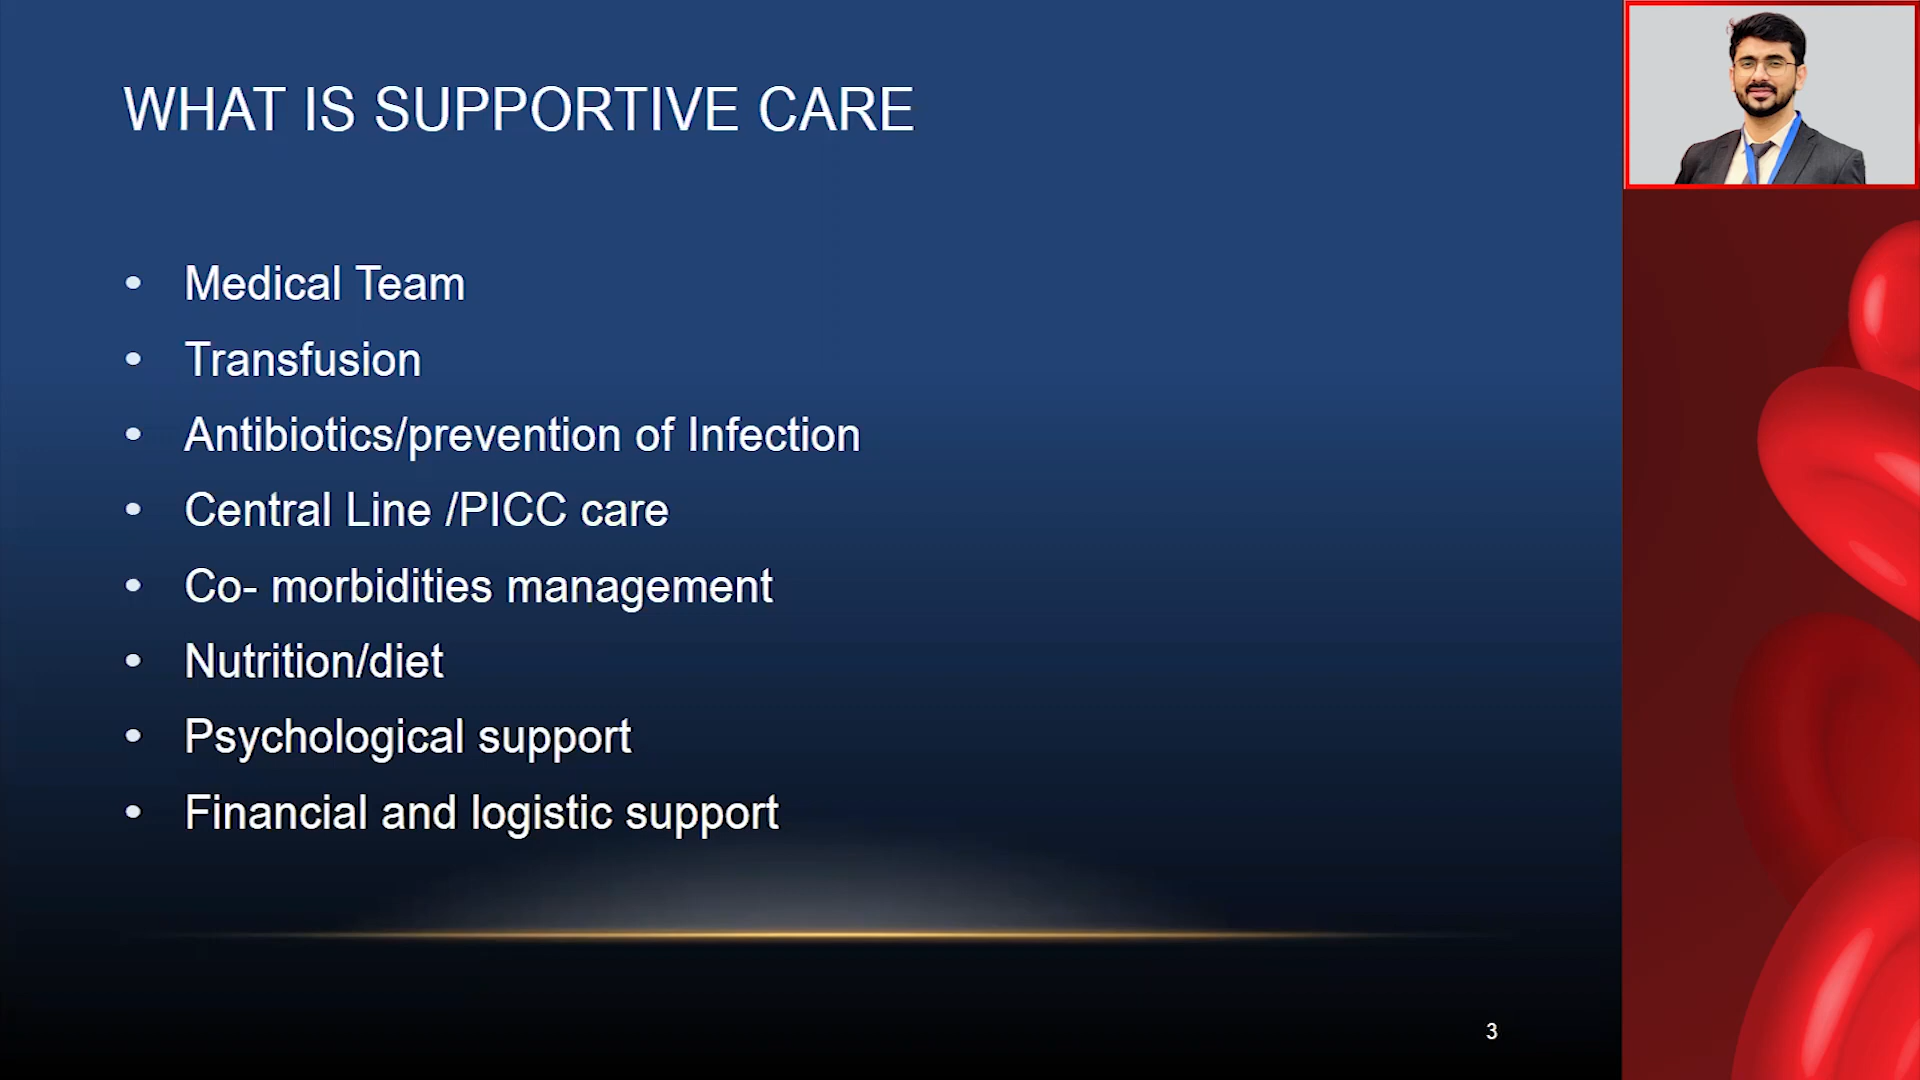 WHAT IS SUPPORTIVE CARE
• Medical Team
• Transfusion
• Antibiotics/prevention of Infection
• Central Line /PICC care
• Co- morbidities management
• Nutrition/diet
• Psychological support
• Financial and logistic support
3